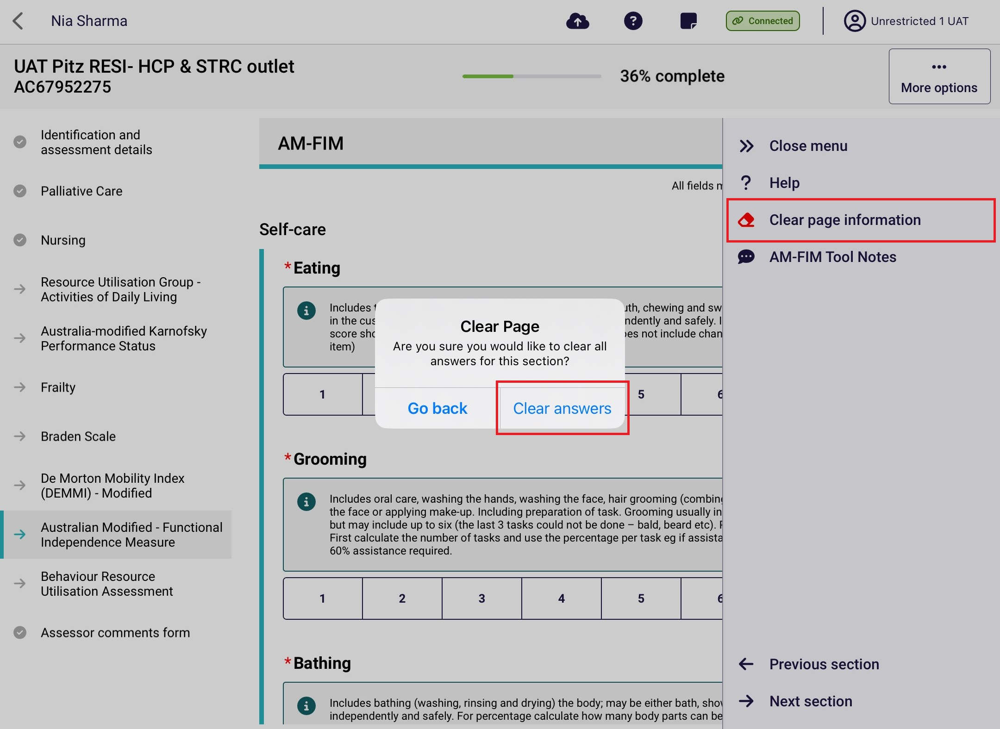 Nia Sharma
Connected
Unrestricted 1 UAT
UAT Pitz RESI- HCP & STRC outlet
AC67952275
36% complete
More options
Identification and
assessment details
Palliative Care
Nursing
Resource Utilisation Group -
Activities of Daily Living
Australia-modified Karnofsky
Performance Status
Frailty
Braden Scale
De Morton Mobility Index
(DEMMI) - Modified
Australian Modified - Functional
Independence Measure
Behaviour Resource
Utilisation Assessment
Assessor comments form
AM-FIM
All fields
Self-care
*Eating
Includes
uth, chewing and sw
in the cus
ndently and safely. I
score sho
oes not include chan
item)
1
5
6
Clear Page
Are you sure you would like to clear all
answers for this section?
Go back
Clear answers
*Grooming
Includes oral care, washing the hands, washing the face, hair grooming (combing
the face or applying make-up. Including preparation of task. Grooming usually in
but may include up to six (the last 3 tasks could not be done – bald, beard etc).
First calculate the number of tasks and use the percentage per task eg if assista
60% assistance required.
1
2
3
4
5
6
*Bathing
Includes bathing (washing, rinsing and drying) the body; may be either bath, show
independently and safely. For percentage calculate how many body parts can be
Close menu
Help
Clear page information
AM-FIM Tool Notes
Previous section
Next section